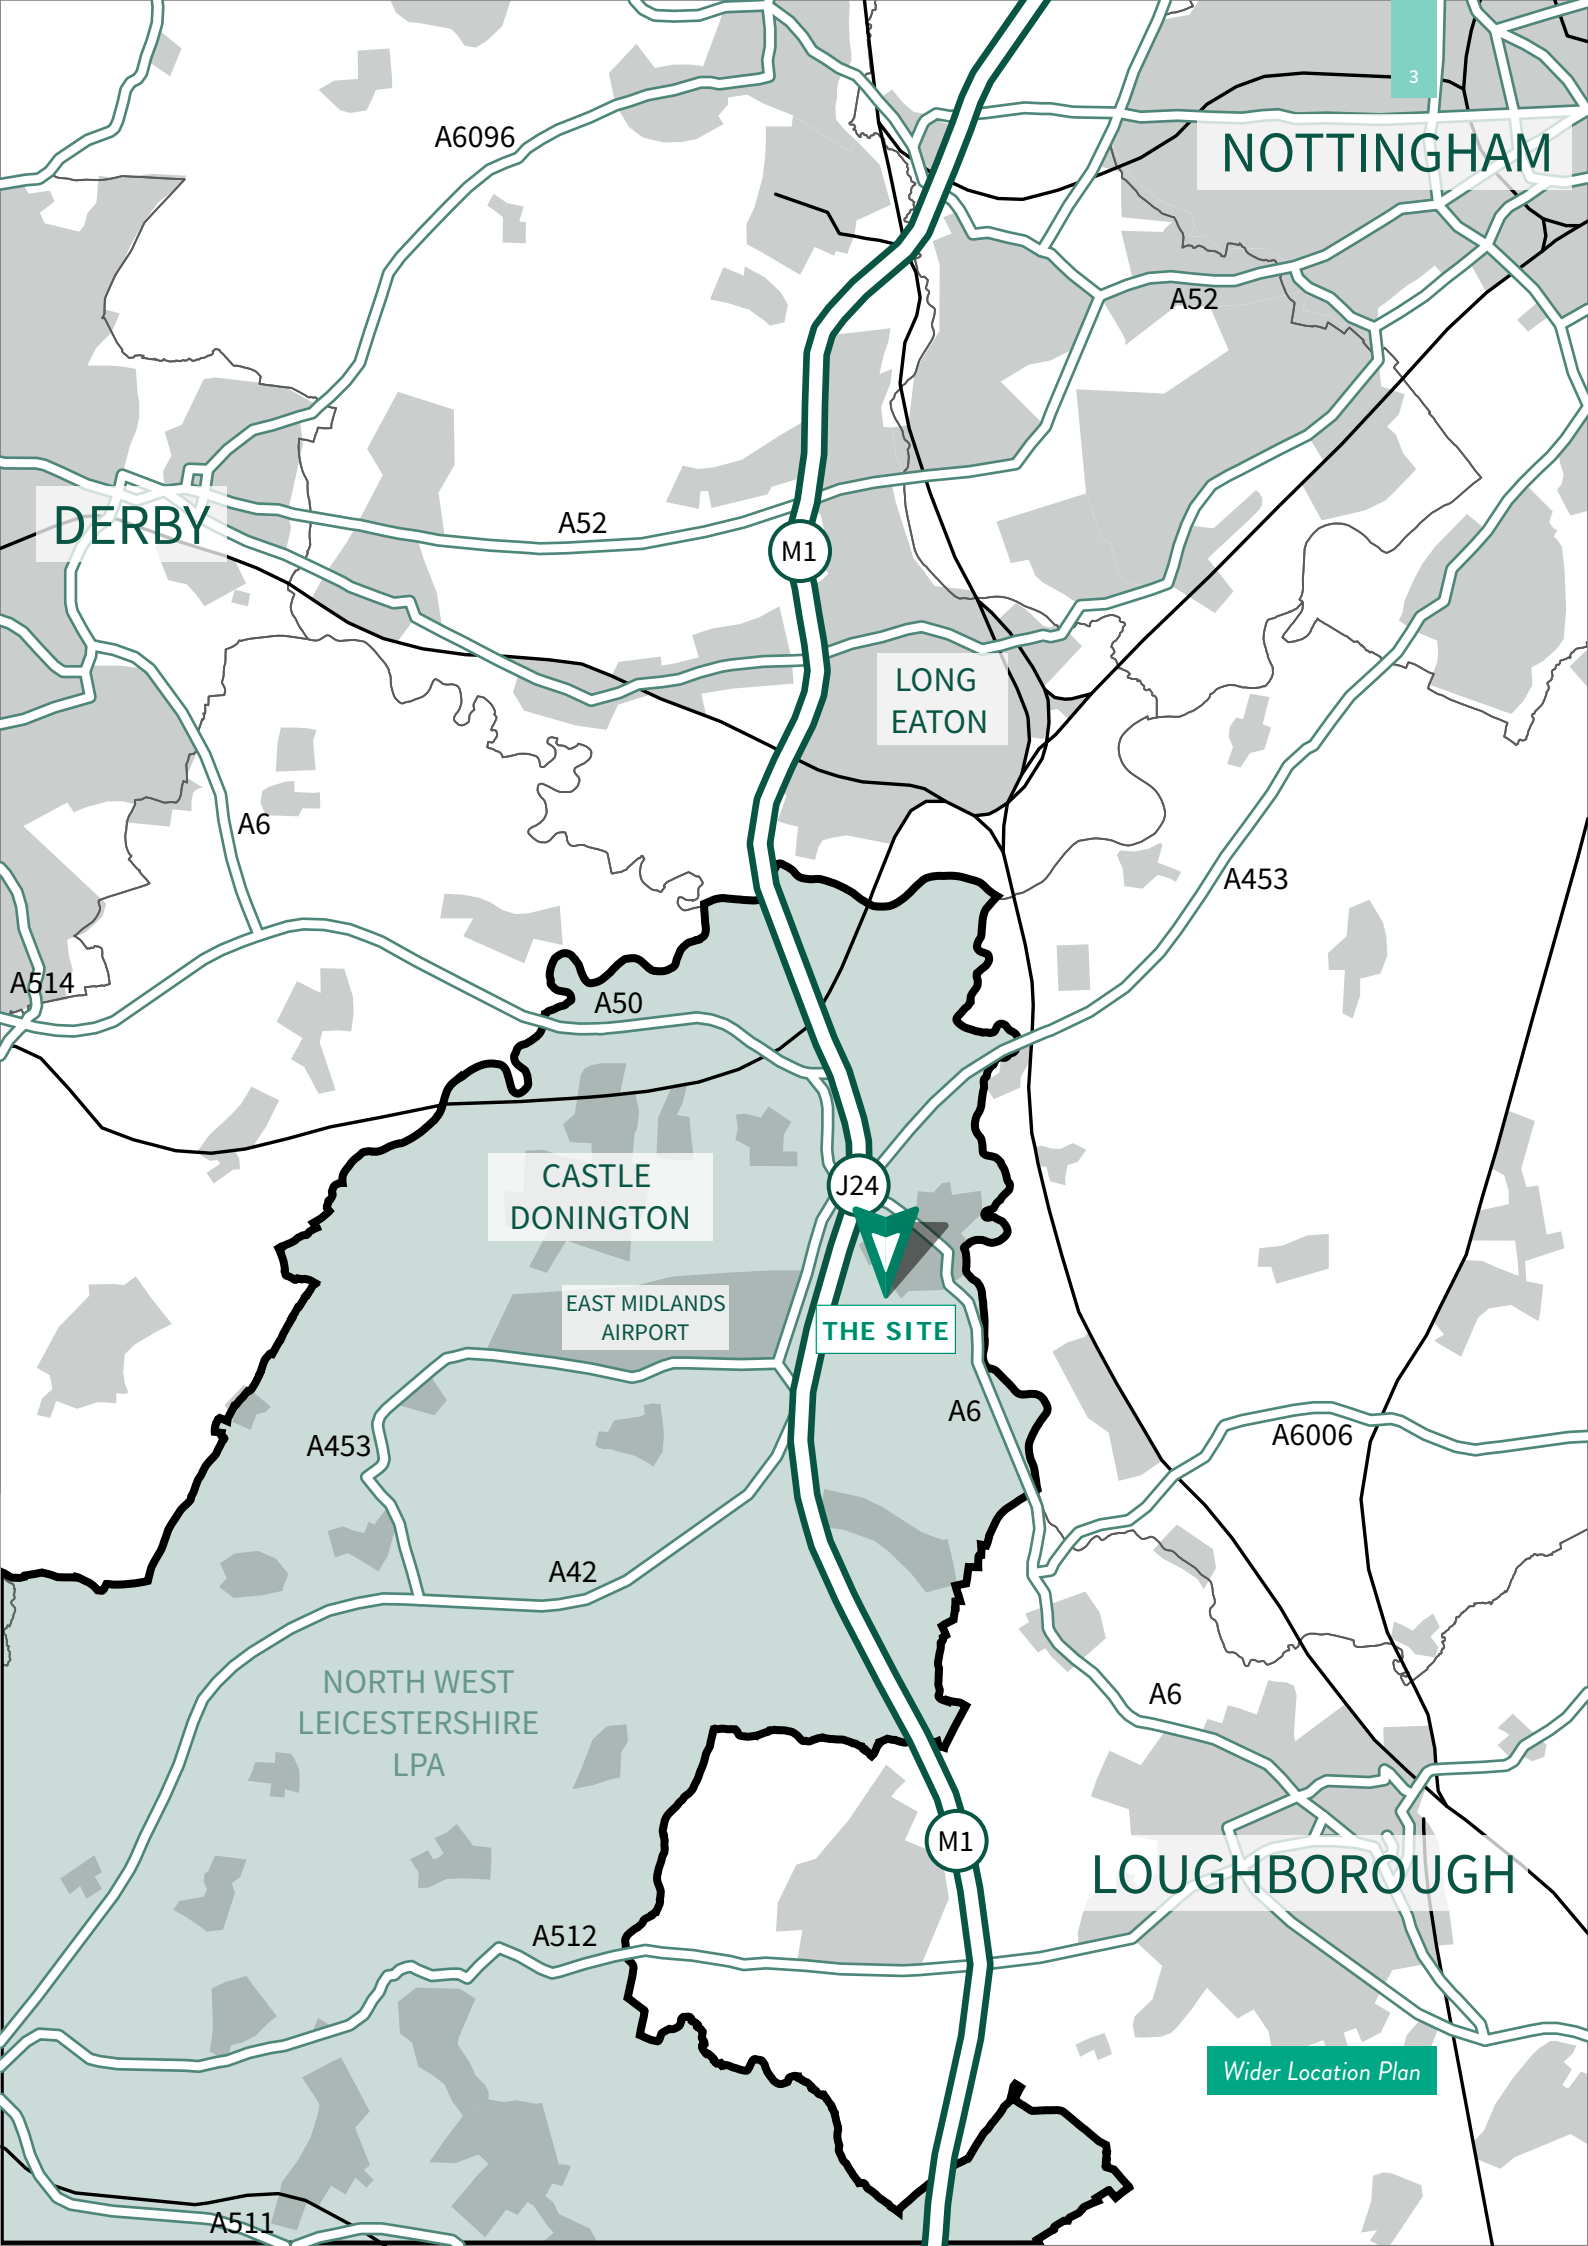 3
A6096
NOTTINGHAM
A52
DERBY
A52
M1
LONG
EATON
A6
A453
A514
A50
CASTLE
DONINGTON
J24
EAST MIDLANDS
AIRPORT
THE SITE
A6
A453
A6006
A42
NORTH WEST
LEICESTERSHIRE
LPA
A6
M1
LOUGHBOROUGH
A512
Wider Location Plan
A511